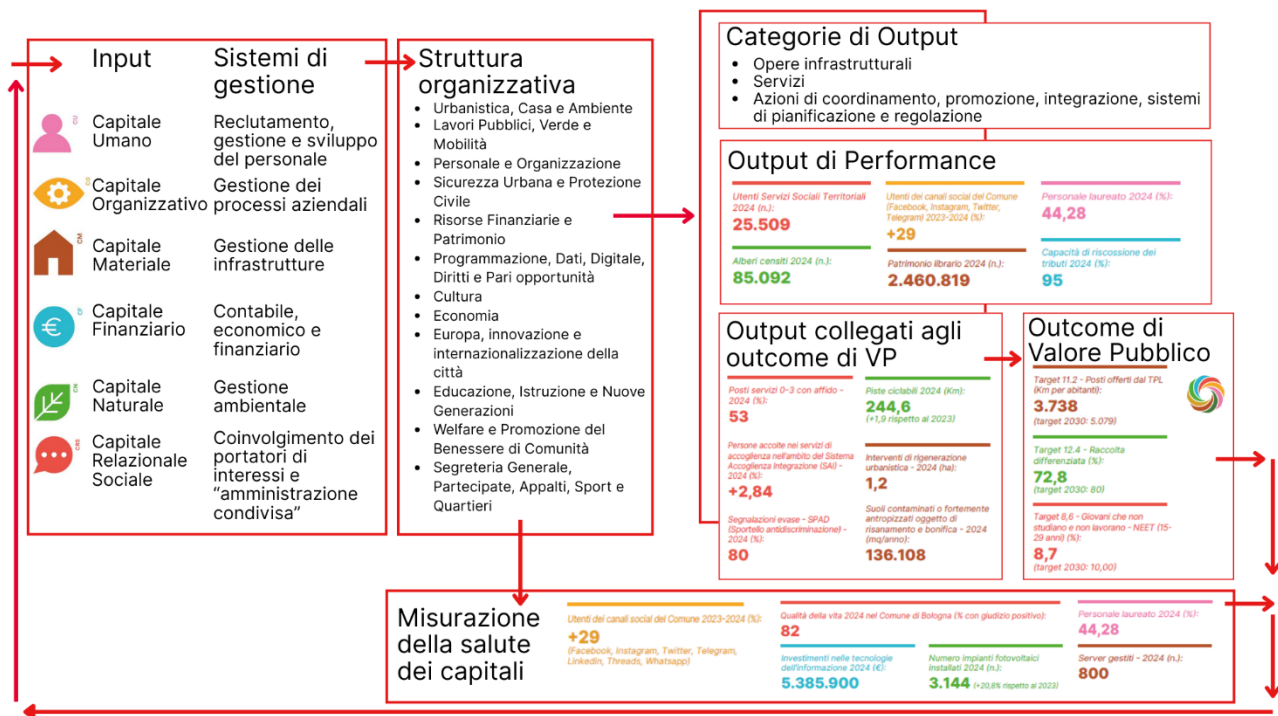 Input
Sistemi di
gestione
Capitale
Umano
Reclutamento,
gestione e sviluppo
del personale
Capitale
Organizzativo
Gestione dei
processi aziendali
Capitale
Materiale
Gestione delle
infrastrutture
Capitale
Finanziario
Contabile,
economico e
finanziario
Capitale
Naturale
Gestione
ambientale
Capitale
Relazionale
Sociale
Coinvolgimento dei
portatori di
interessi e
“amministrazione
condivisa”
Struttura
organizzativa
• Urbanistica, Casa e Ambiente
• Lavori Pubblici, Verde e
Mobilità
• Personale e Organizzazione
• Sicurezza Urbana e Protezione
Civile
• Risorse Finanziarie e
Patrimonio
• Programmazione, Dati, Digitale,
Diritti e Pari opportunità
• Cultura
• Economia
• Europa, innovazione e
internazionalizzazione della
città
• Educazione, Istruzione e Nuove
Generazioni
• Welfare e Promozione del
Benessere di Comunità
• Segreteria Generale,
Partecipate, Appalti, Sport e
Quartieri
Categorie di Output
• Opere infrastrutturali
• Servizi
• Azioni di coordinamento, promozione, integrazione, sistemi
di pianificazione e regolazione
Output di Performance
Utenti Servizi Sociali Territoriali
2024 (n.):
25.509
Utenti dei canali social del Comune
(Facebook, Instagram, Twitter,
Telegram) 2023-2024 (%):
+29
Personale laureato 2024 (%):
44,28
Alberi censiti 2024 (n.):
85.092
Patrimonio librario 2024 (n.):
2.460.819
Capacità di riscossione dei
tributi 2024 (%):
95
Output collegati agli
outcome di VP
Posti servizi 0-3 con affido -
2024 (%):
53
Piste ciclabili 2024 (Km):
244,6
(+1,9 rispetto al 2023)
Persone accolte nei servizi di
accoglienza nell'ambito del Sistema
Accoglienza Integrazione (SAI) -
2024 (%):
+2,84
Interventi di rigenerazione
urbanistica - 2024 (ha):
1,2
Segnalazioni evase - SPAD
(Sportello antidiscriminazione) -
2024 (%):
80
Suoli contaminati o fortemente
antropizzati oggetto di
risanamento e bonifica - 2024
(mq/anno):
136.108
Outcome di
Valore Pubblico
Target 11.2 - Posti offerti dal TPL
(Km per abitanti):
3.738
(target 2030: 5.079)
Target 12.4 - Raccolta
differenziata (%):
72,8
(target 2030: 80)
Target 8,6 - Giovani che non
studiano e non lavorano - NEET (15-
29 anni) (%):
8,7
(target 2030: 10,00)
Misurazione
della salute
dei capitali
Utenti dei canali social del Comune 2023-2024 (%):
+29
(Facebook, Instagram, Twitter, Telegram,
Linkedin, Threads, Whatsapp)
Qualità della vita 2024 nel Comune di Bologna (% con giudizio positivo):
82
Personale laureato 2024 (%):
44,28
Investimenti nelle tecnologie
dell'informazione 2024 (€):
5.385.900
Numero impianti fotovoltaici
installati 2024 (n.):
3.144 (+20,8% rispetto al 2023)
Server gestiti - 2024 (n.):
800